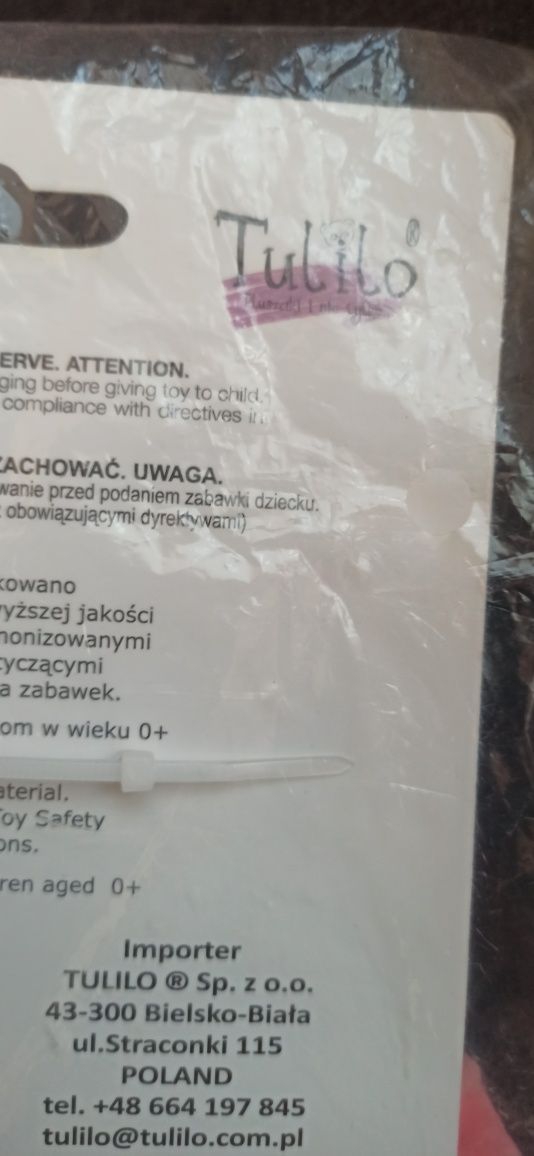 Tulilo®
ERVE. ATTENTION.
ging before giving toy to child.
compliance with directives in
ZACHOWAĆ. UWAGA.
wanie przed podaniem zabawki dziecku.
z obowiązującymi dyrektywami)
kowano
yższej jakości
monizowanymi
tyczącymi
a zabawek.
om w wieku 0+
aterial.
Toy Safety
ons.
ren aged 0+
Importer
TULILO ® Sp. z o.o.
43-300 Bielsko-Biała
ul.Straconki 115
POLAND
tel. +48 664 197 845
tulilo@tulilo.com.pl